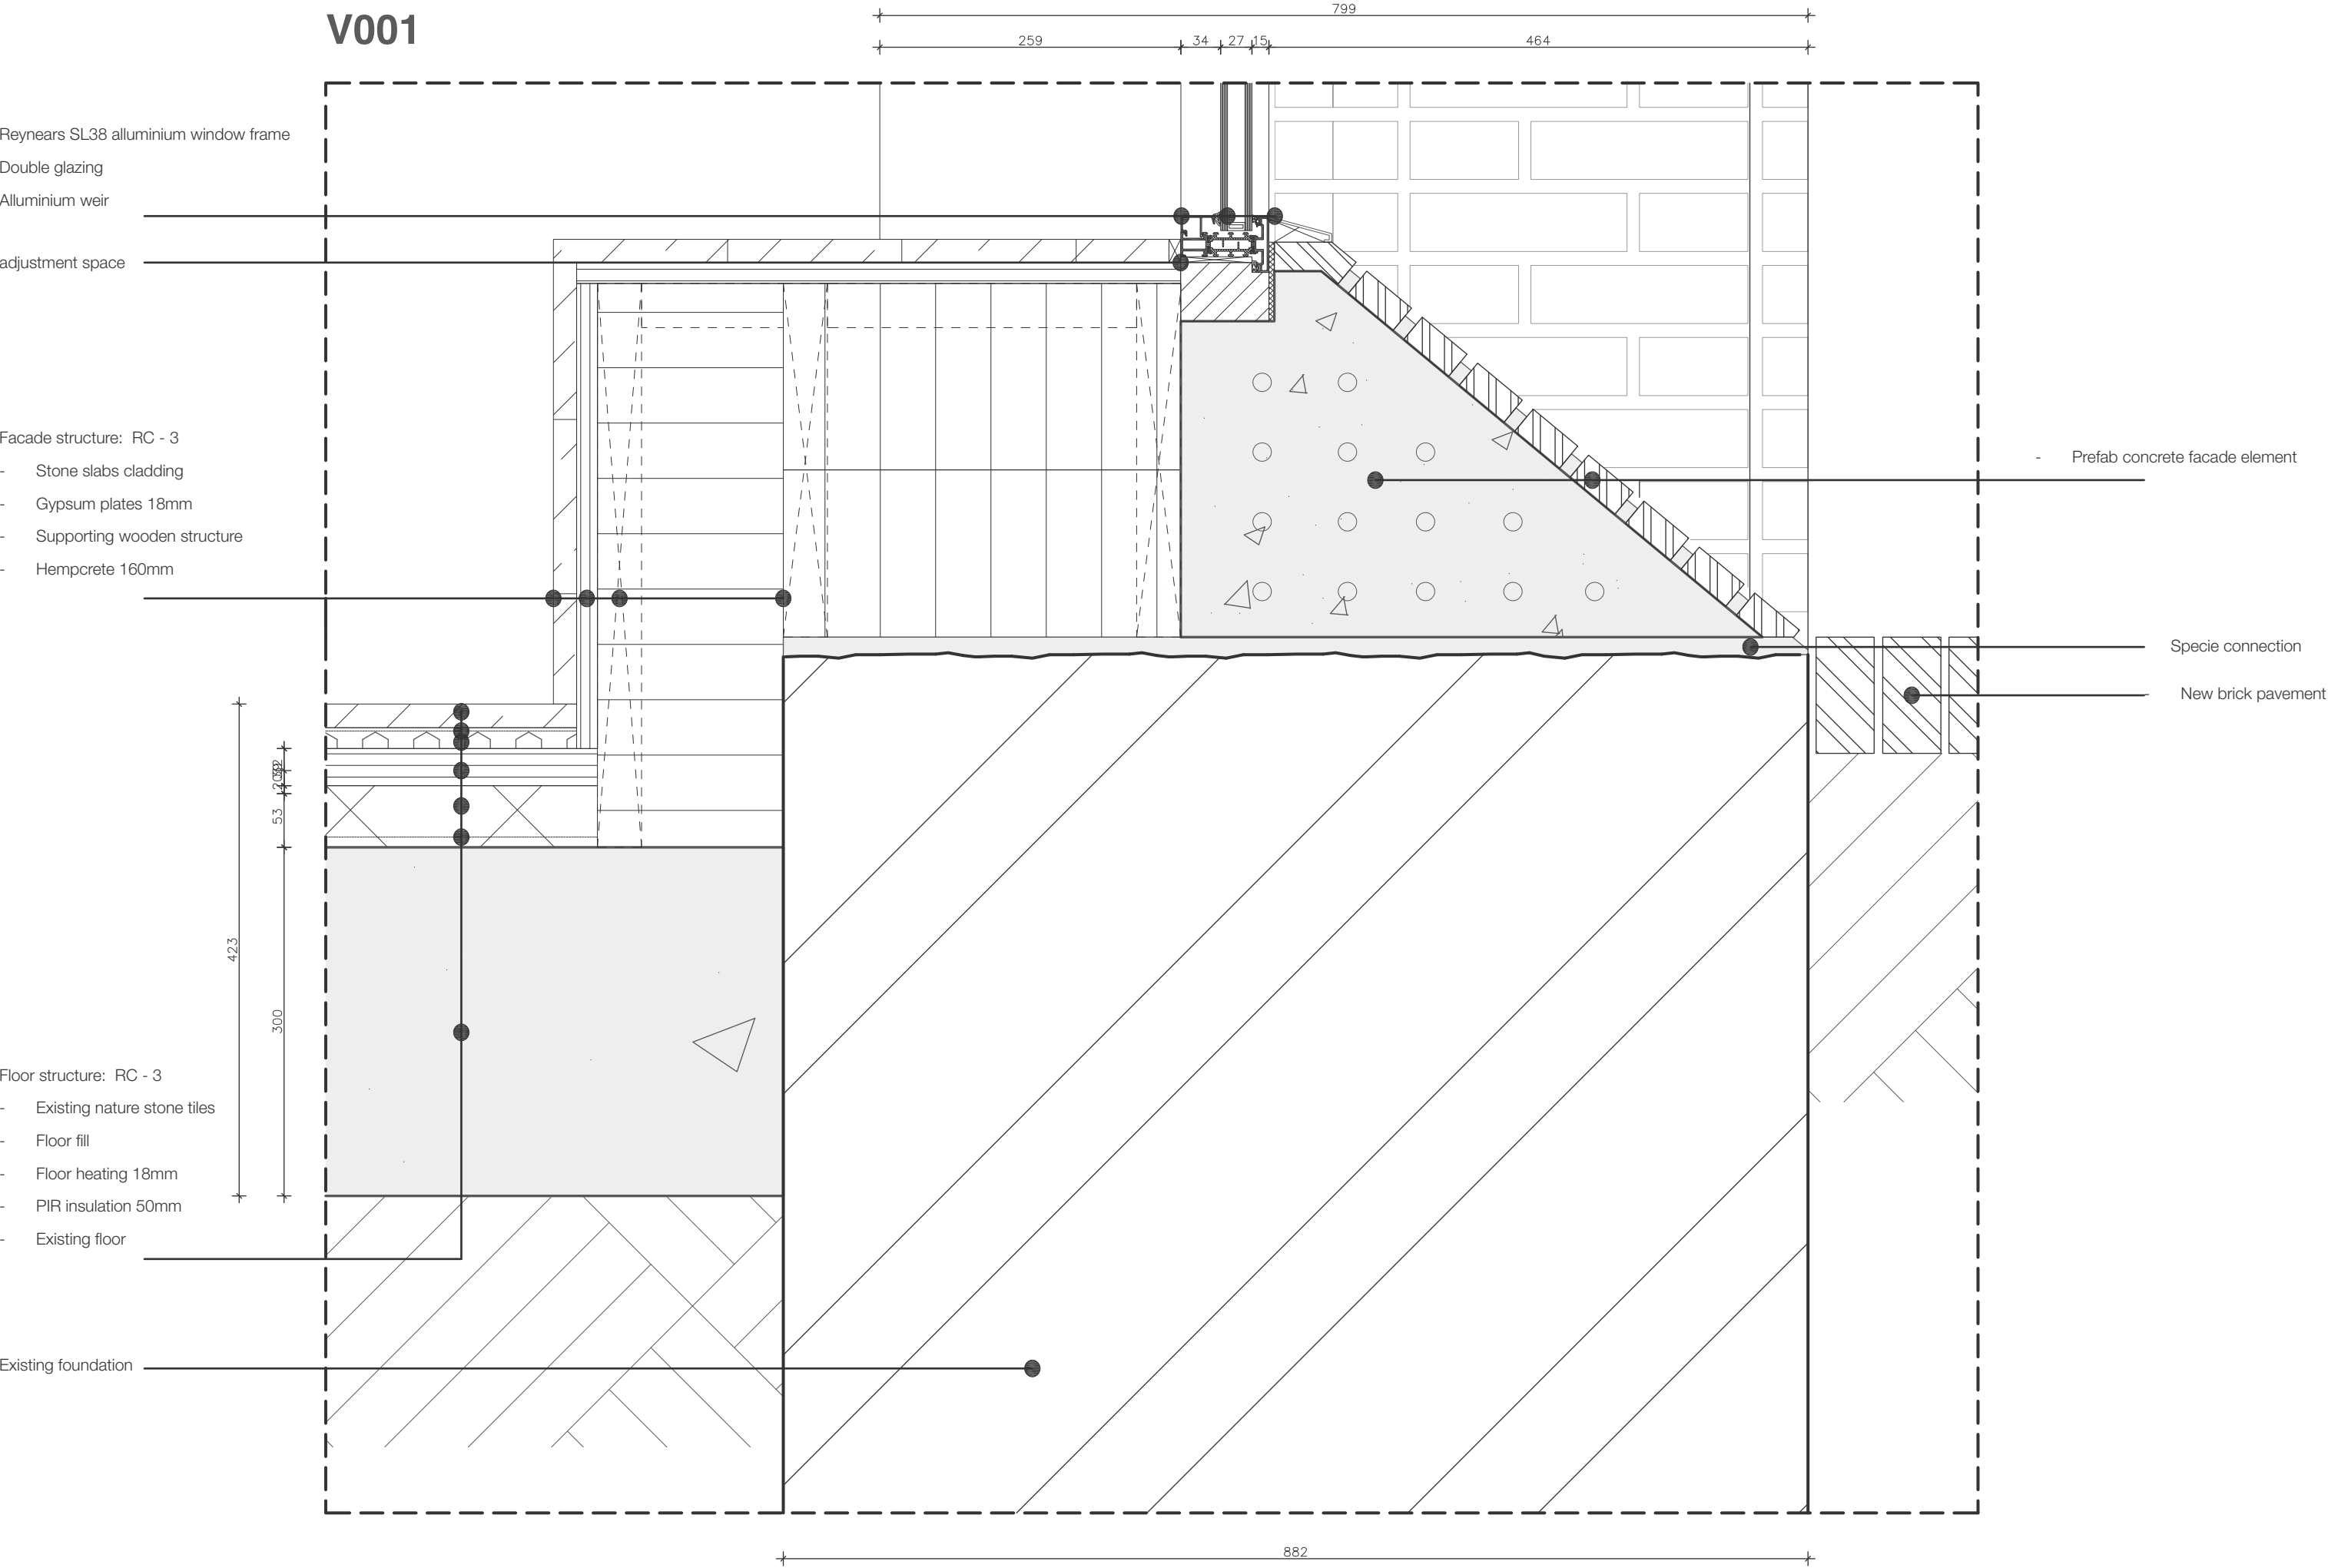 V001
799
259 34 27 15 464
Reynears SL38 alluminium window frame
Double glazing
Alluminium weir
adjustment space
Facade structure: RC - 3
- Stone slabs cladding
- Gypsum plates 18mm
- Supporting wooden structure
- Hempcrete 160mm
- Prefab concrete facade element
Specie connection
- New brick pavement
53
423
300
Floor structure: RC - 3
- Existing nature stone tiles
- Floor fill
- Floor heating 18mm
- PIR insulation 50mm
- Existing floor
Existing foundation
882